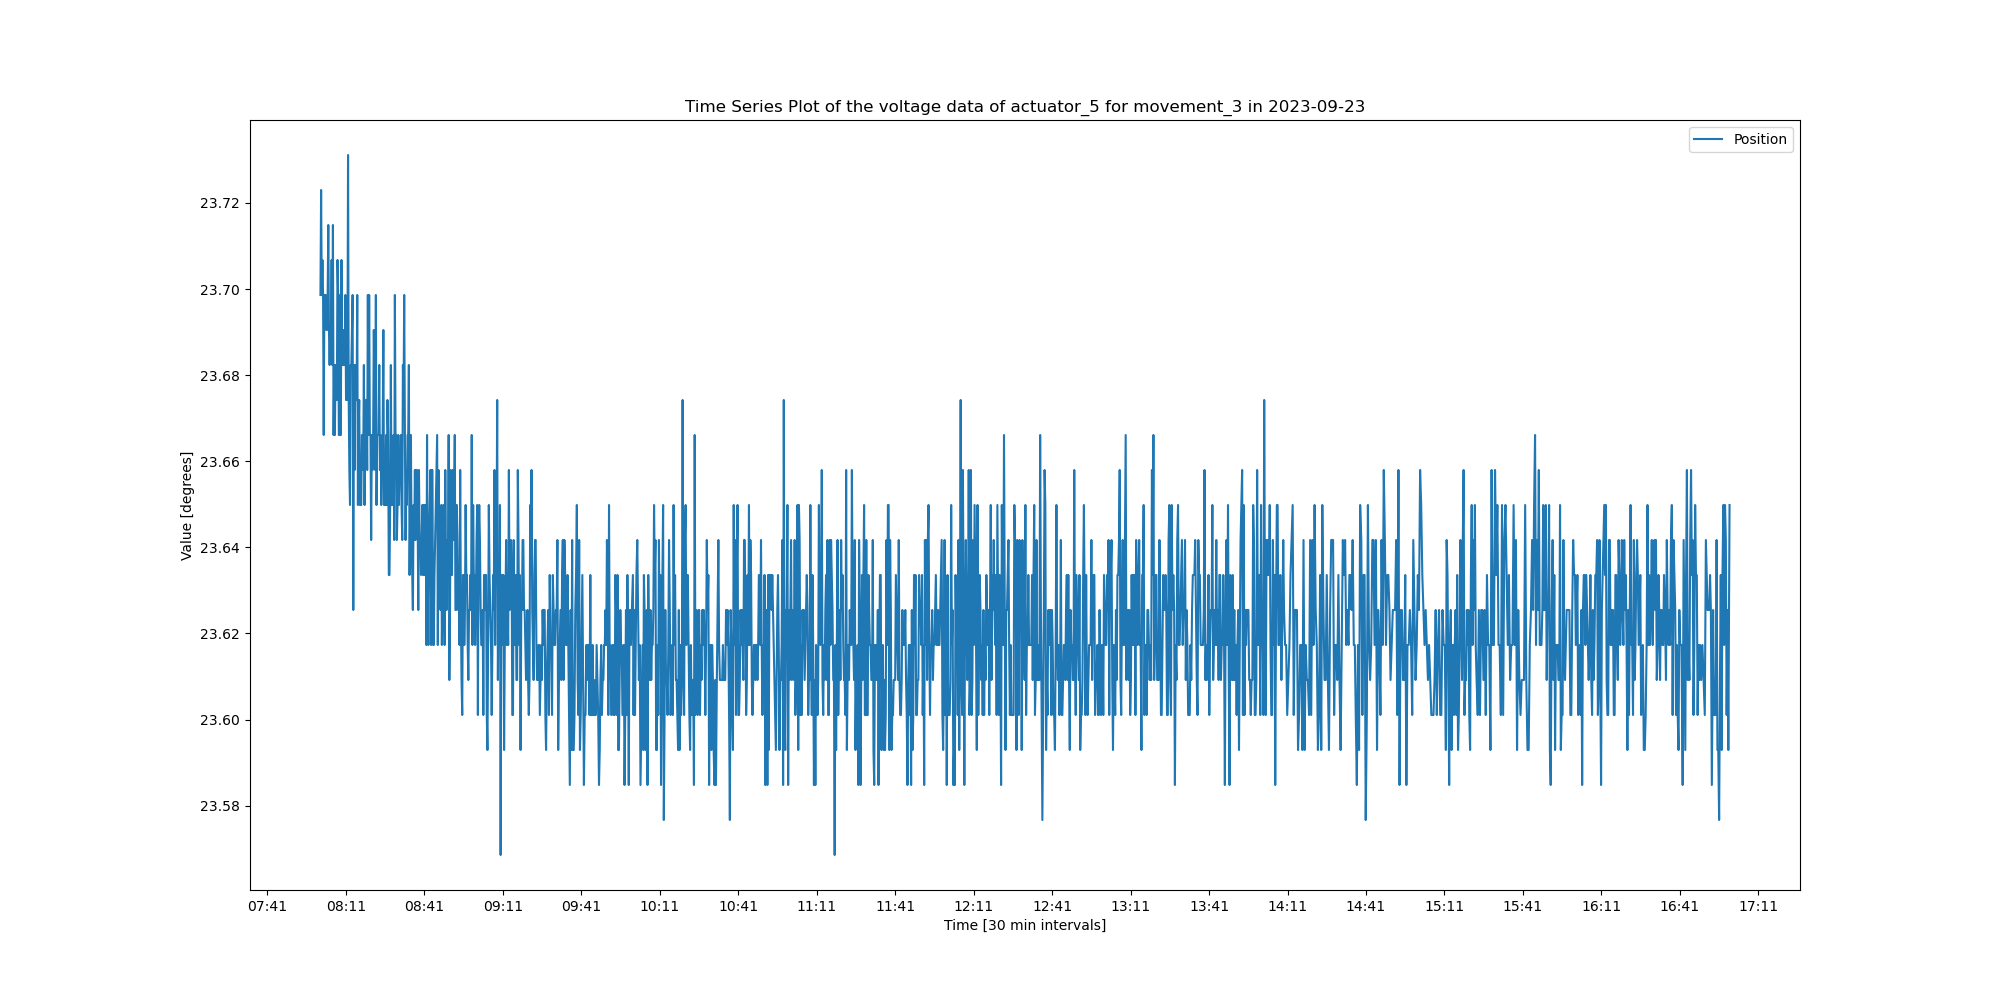 Time Series Plot of the voltage data of actuator_5 for movement_3 in 2023-09-23
Position
23.72
23.70
23.68
23.66
23.64
23.62
23.60
23.58
Value [degrees]
07:41 08:11 08:41 09:11 09:41 10:11 10:41 11:11 11:41 12:11 12:41 13:11 13:41 14:11 14:41 15:11 15:41 16:11 16:41 17:11
Time [30 min intervals]